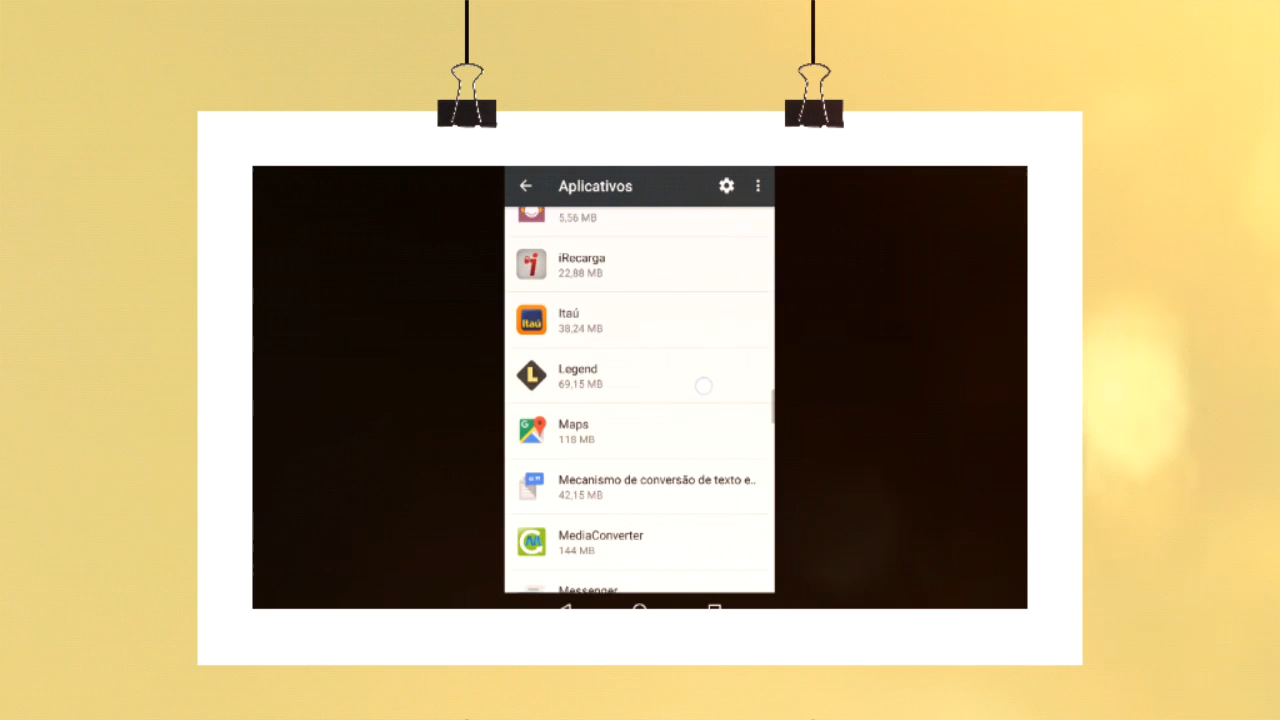 Aplicativos
5,56 MB
iRecarga
22,88 MB
Itaú
Itaú
38,24 MB
L
Legend
69,15 MB
G
Maps
118 MB
Mecanismo de conversão de texto e..
42,15 MB
MediaConverter
144 MB
Messenger